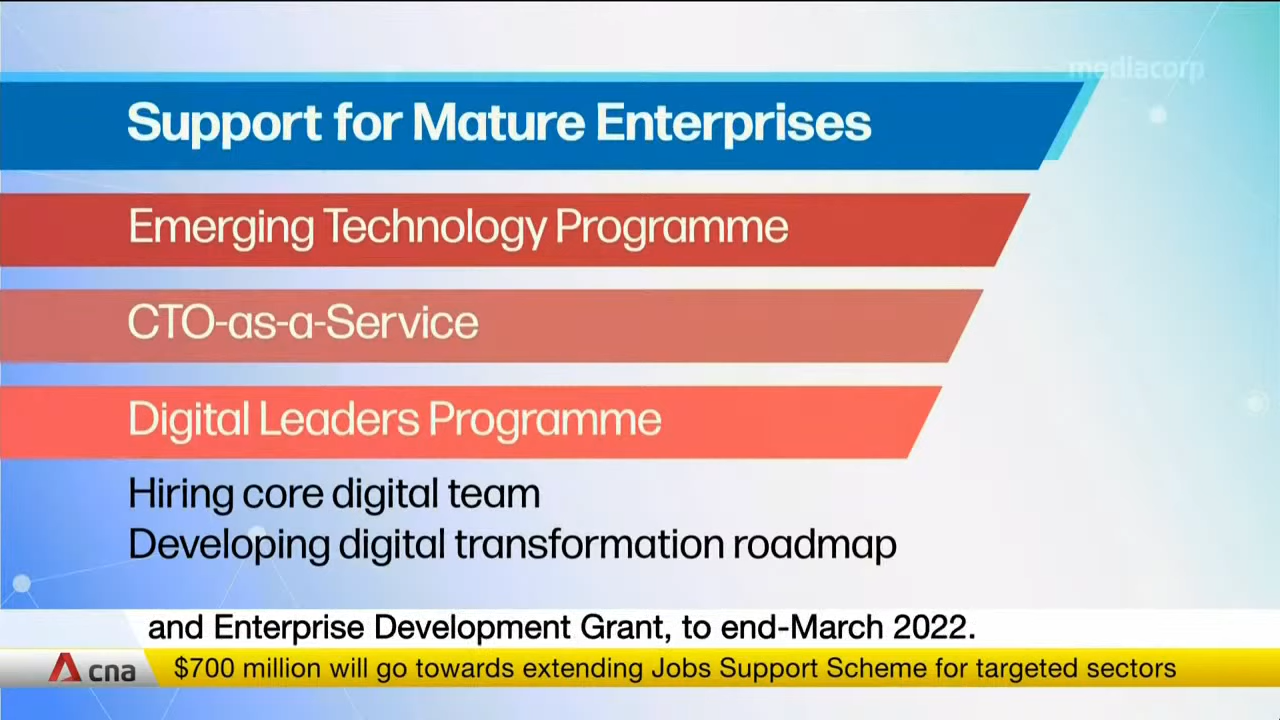 mediacorp
Support for Mature Enterprises
Emerging Technology Programme
CTO-as-a-Service
Digital Leaders Programme
Hiring core digital team
Developing digital transformation roadmap
and Enterprise Development Grant, to end-March 2022.
cna
$700 million will go towards extending Jobs Support Scheme for targeted sectors